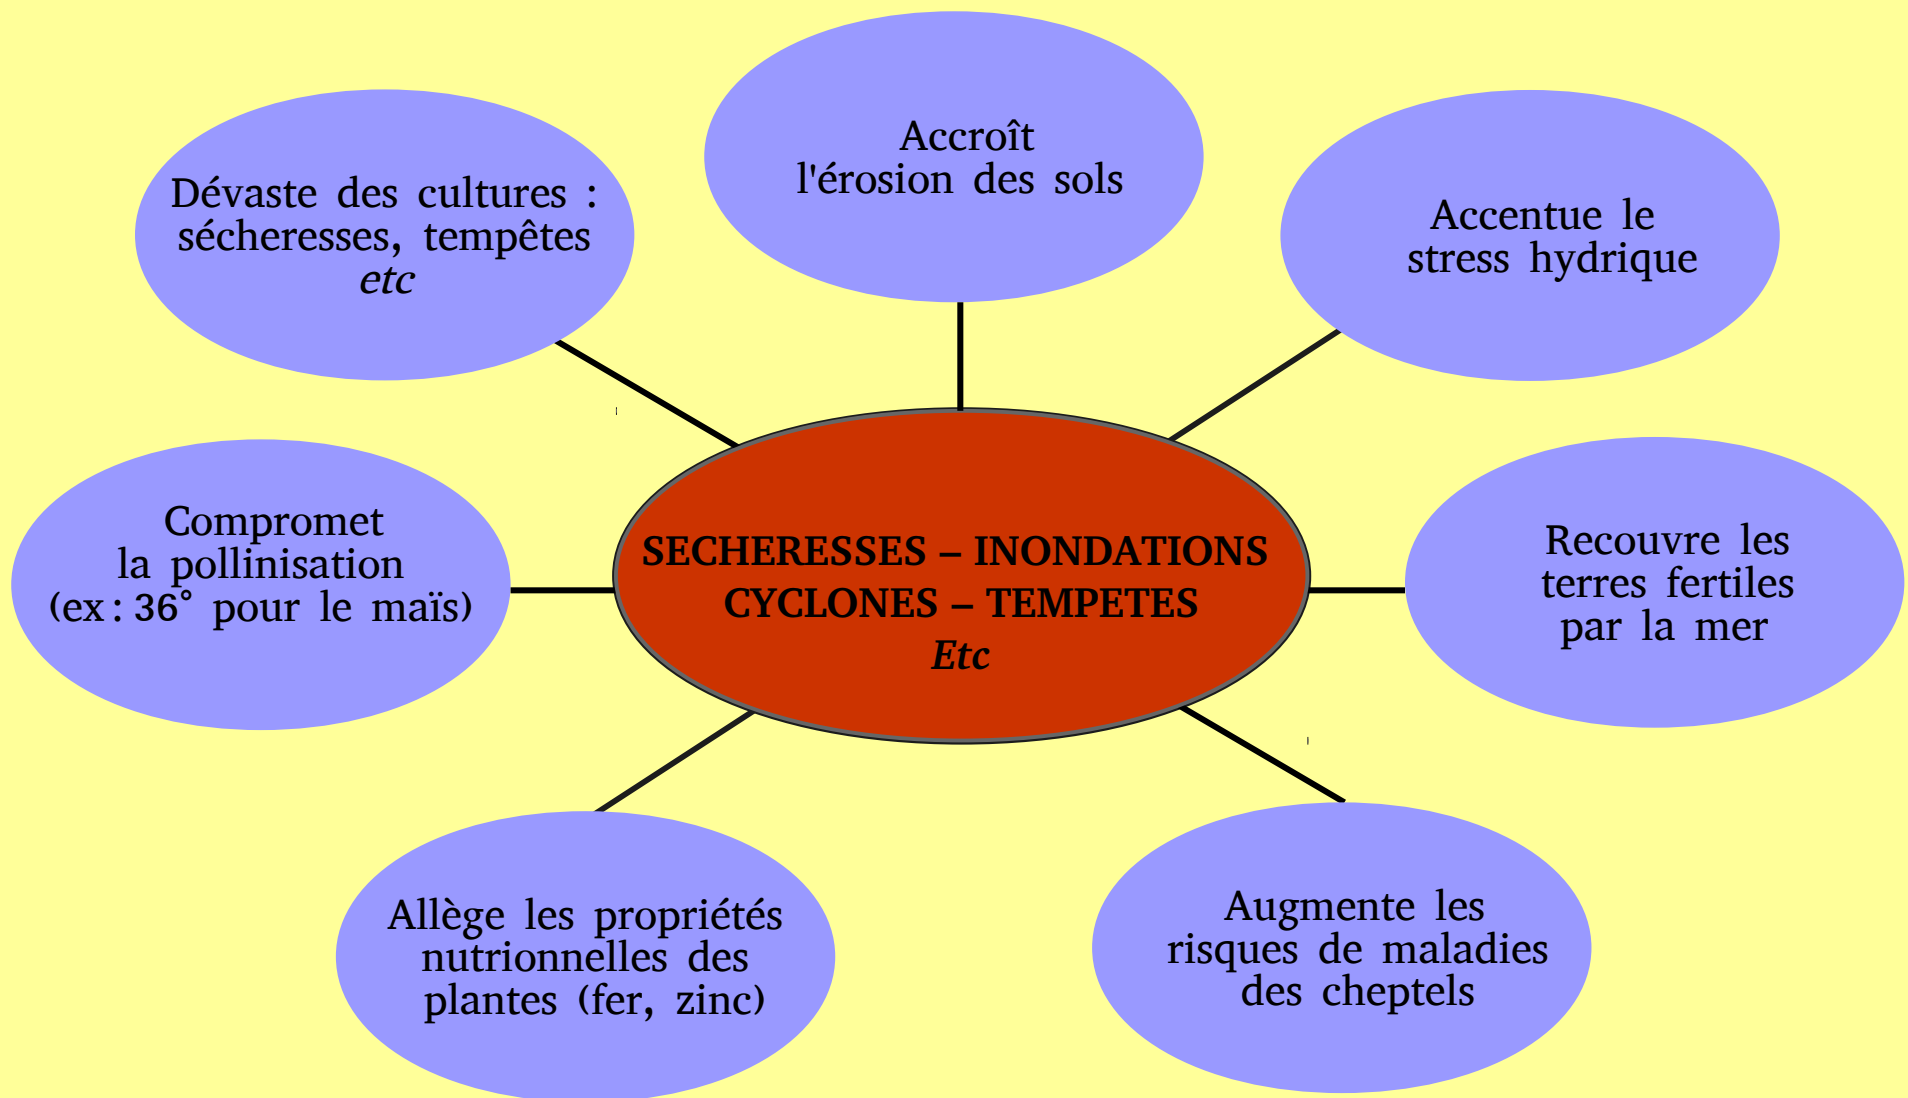 Accroît
l'érosion des sols
Dévaste des cultures :
sécheresses, tempêtes
etc
Accentue le
stress hydrique
Compromet
la pollinisation
(ex : 36° pour le maïs)
SECHERESSES – INONDATIONS
CYCLONES – TEMPETES
Etc
Recouvre les
terres fertiles
par la mer
Allège les propriétés
nutrionnelles des
plantes (fer, zinc)
Augmente les
risques de maladies
des cheptels